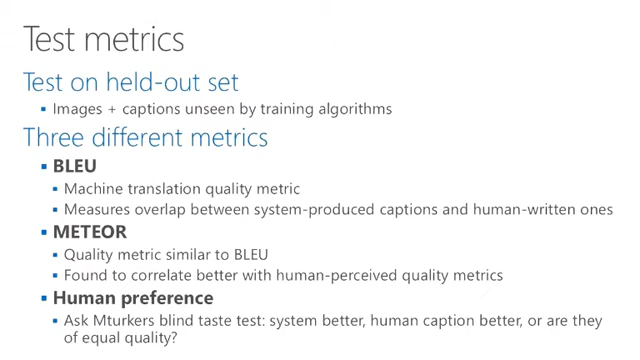 Test metrics
Test on held-out set
▪ Images + captions unseen by training algorithms
Three different metrics
▪ BLEU
▪ Machine translation quality metric
▪ Measures overlap between system-produced captions and human-written ones
▪ METEOR
▪ Quality metric similar to BLEU
▪ Found to correlate better with human-perceived quality metrics
▪ Human preference
▪ Ask Mturkers blind taste test: system better, human caption better, or are they
of equal quality?